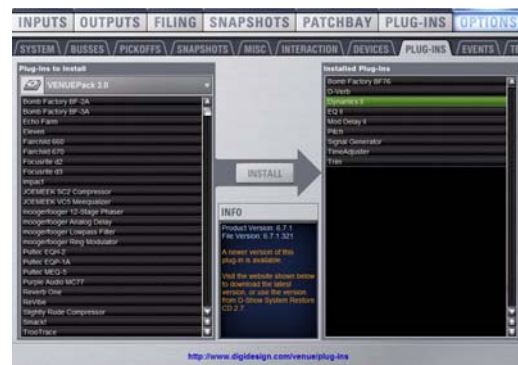 INPUTS OUTPUTS FILING SNAPSHOTS PATCHBAY PLUG-INS OPTIONS
SYSTEM BUSSES PICKOFFS SNAPSHOTS MISC INTERACTION DEVICES PLUG-INS EVENTS
Plug-Ins to Install
VENUEPack 3.0
Bomb Factory BF-2A
Bomb Factory BF-3A
Echo Farm
Eleven
Fairchild 660
Fairchild 670
Focusrite d2
Focusrite d3
Impact
JOEMEEK SC2 Compressor
JOEMEEK VC5 Meequalizer
moogerfooger 12-Stage Phaser
moogerfooger Analog Delay
moogerfooger Lowpass Filter
moogerfooger Ring Modulator
Pultec EQH-2
Pultec EQP-1A
Pultec MEQ-5
Purple Audio MC77
Reverb One
ReVibe
Slightly Rude Compressor
Smack!
TrooTrace
INSTALL
INFO
Product Version: 6.7.1
File Version: 6.7.1.321
A newer version of this
plug-in is available.
Visit the website shown below
to download the latest
version, or use the version
from D-Show System Restore
CD 2.7
Installed Plug-Ins
Bomb Factory BF76
D-Verb
Dynamics II
EQ II
Mod Delay II
Pitch
Signal Generator
TimeAdjuster
Trim
http://www.digidesign.com/venue/plug-ins